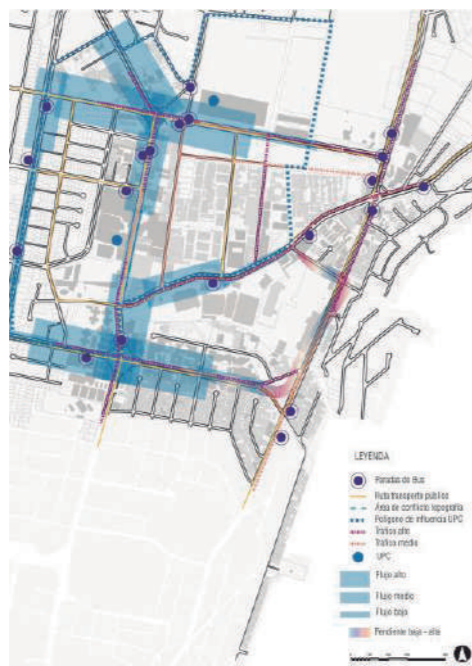 LEYENDA
Paradas de Bus
Ruta transporte público
Área de conflicto topografía
Polígono de influencia UPC
Tráfico alto
Tráfico medio
UPC
Flujo alto
Flujo medio
Flujo bajo
Pendiente baja - alta